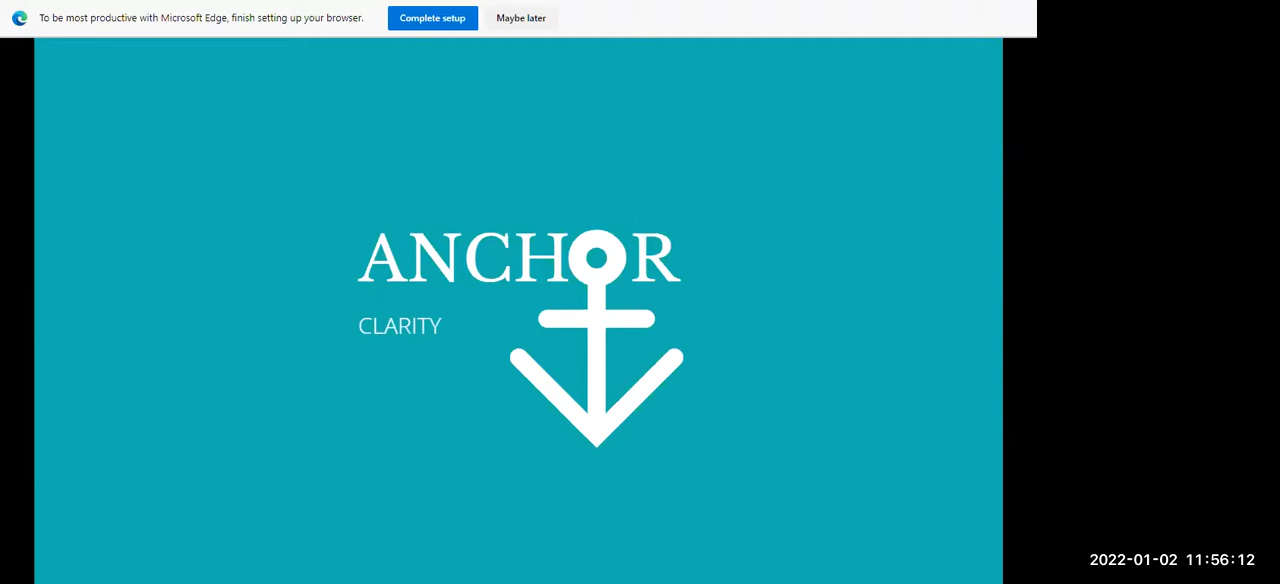 To be most productive with Microsoft Edge, finish setting up your browser. Complete setup Maybe later
ANCHOR
CLARITY
2022-01-02 11:56:12